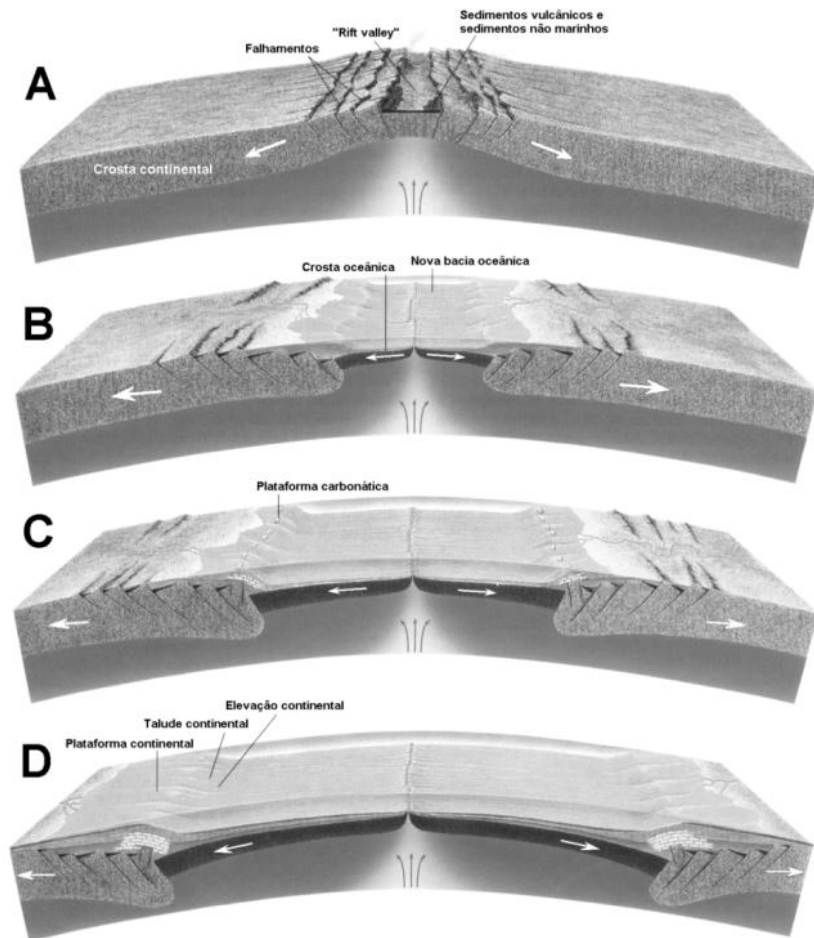 A
Sedimentos vulcânicos e
sedimentos não marinhos
"Rift valley"
Falhamentos
Crosta continental
B
Crosta oceânica
Nova bacia oceânica
C
Plataforma carbonática
D
Elevação continental
Talude continental
Plataforma continental